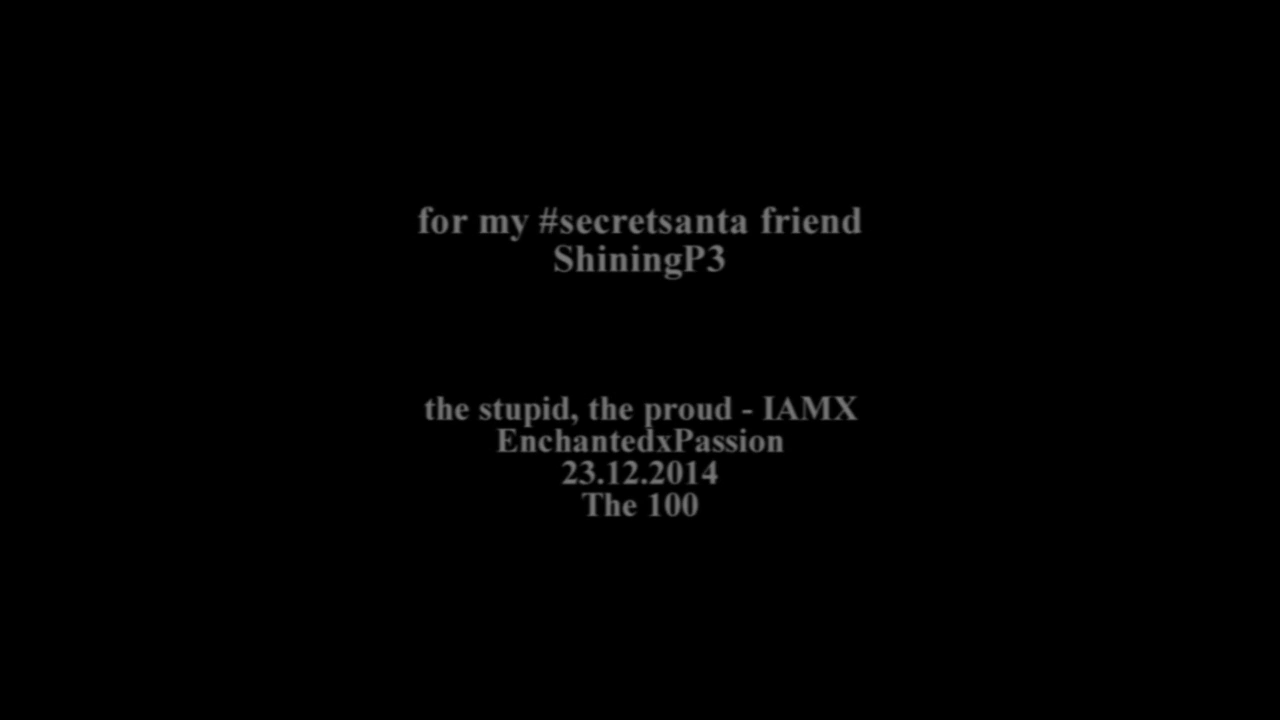 for my #secretsanta friend
ShiningP3
the stupid, the proud - IAMX
EnchantedxPassion
23.12.2014
The 100